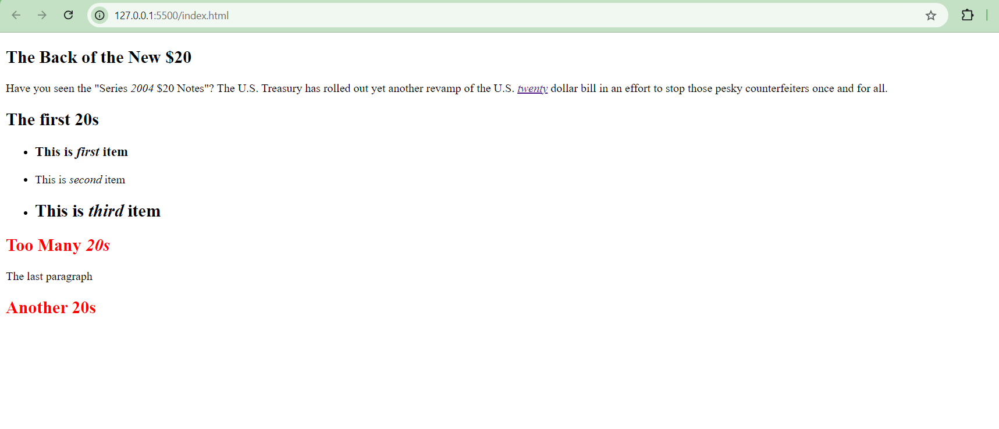 127.0.0.1:5500/index.html
The Back of the New $20
Have you seen the "Series 2004 $20 Notes"? The U.S. Treasury has rolled out yet another revamp of the U.S. twenty dollar bill in an effort to stop those pesky counterfeiters once and for all.
The first 20s
• This is first item
• This is second item
• This is third item
Too Many 20s
The last paragraph
Another 20s